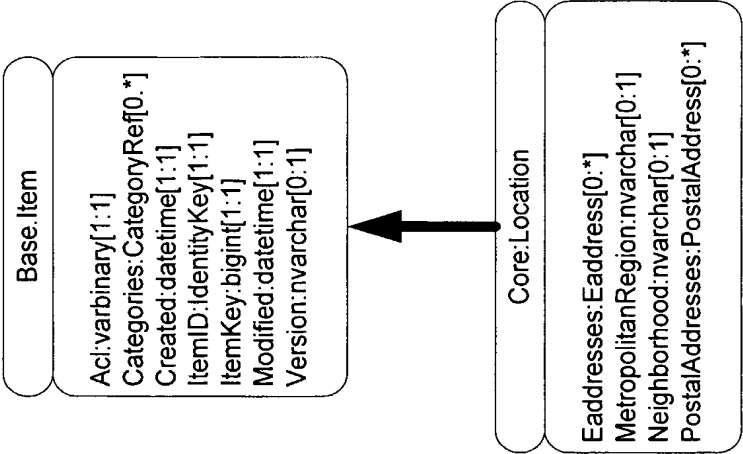 Base.Item
Acl:varbinary[1:1]
Categories:CategoryRef[0.*]
Created:datetime[1:1]
ItemID:IdentityKey[1:1]
ItemKey:bigint[1:1]
Modified:datetime[1:1]
Version:nvarchar[0:1]
Core:Location
Eaddresses:Eaddress[0:*]
MetropolitanRegion:nvarchar[0:1]
Neighborhood:nvarchar[0:1]
PostalAddresses:PostalAddress[0:*]